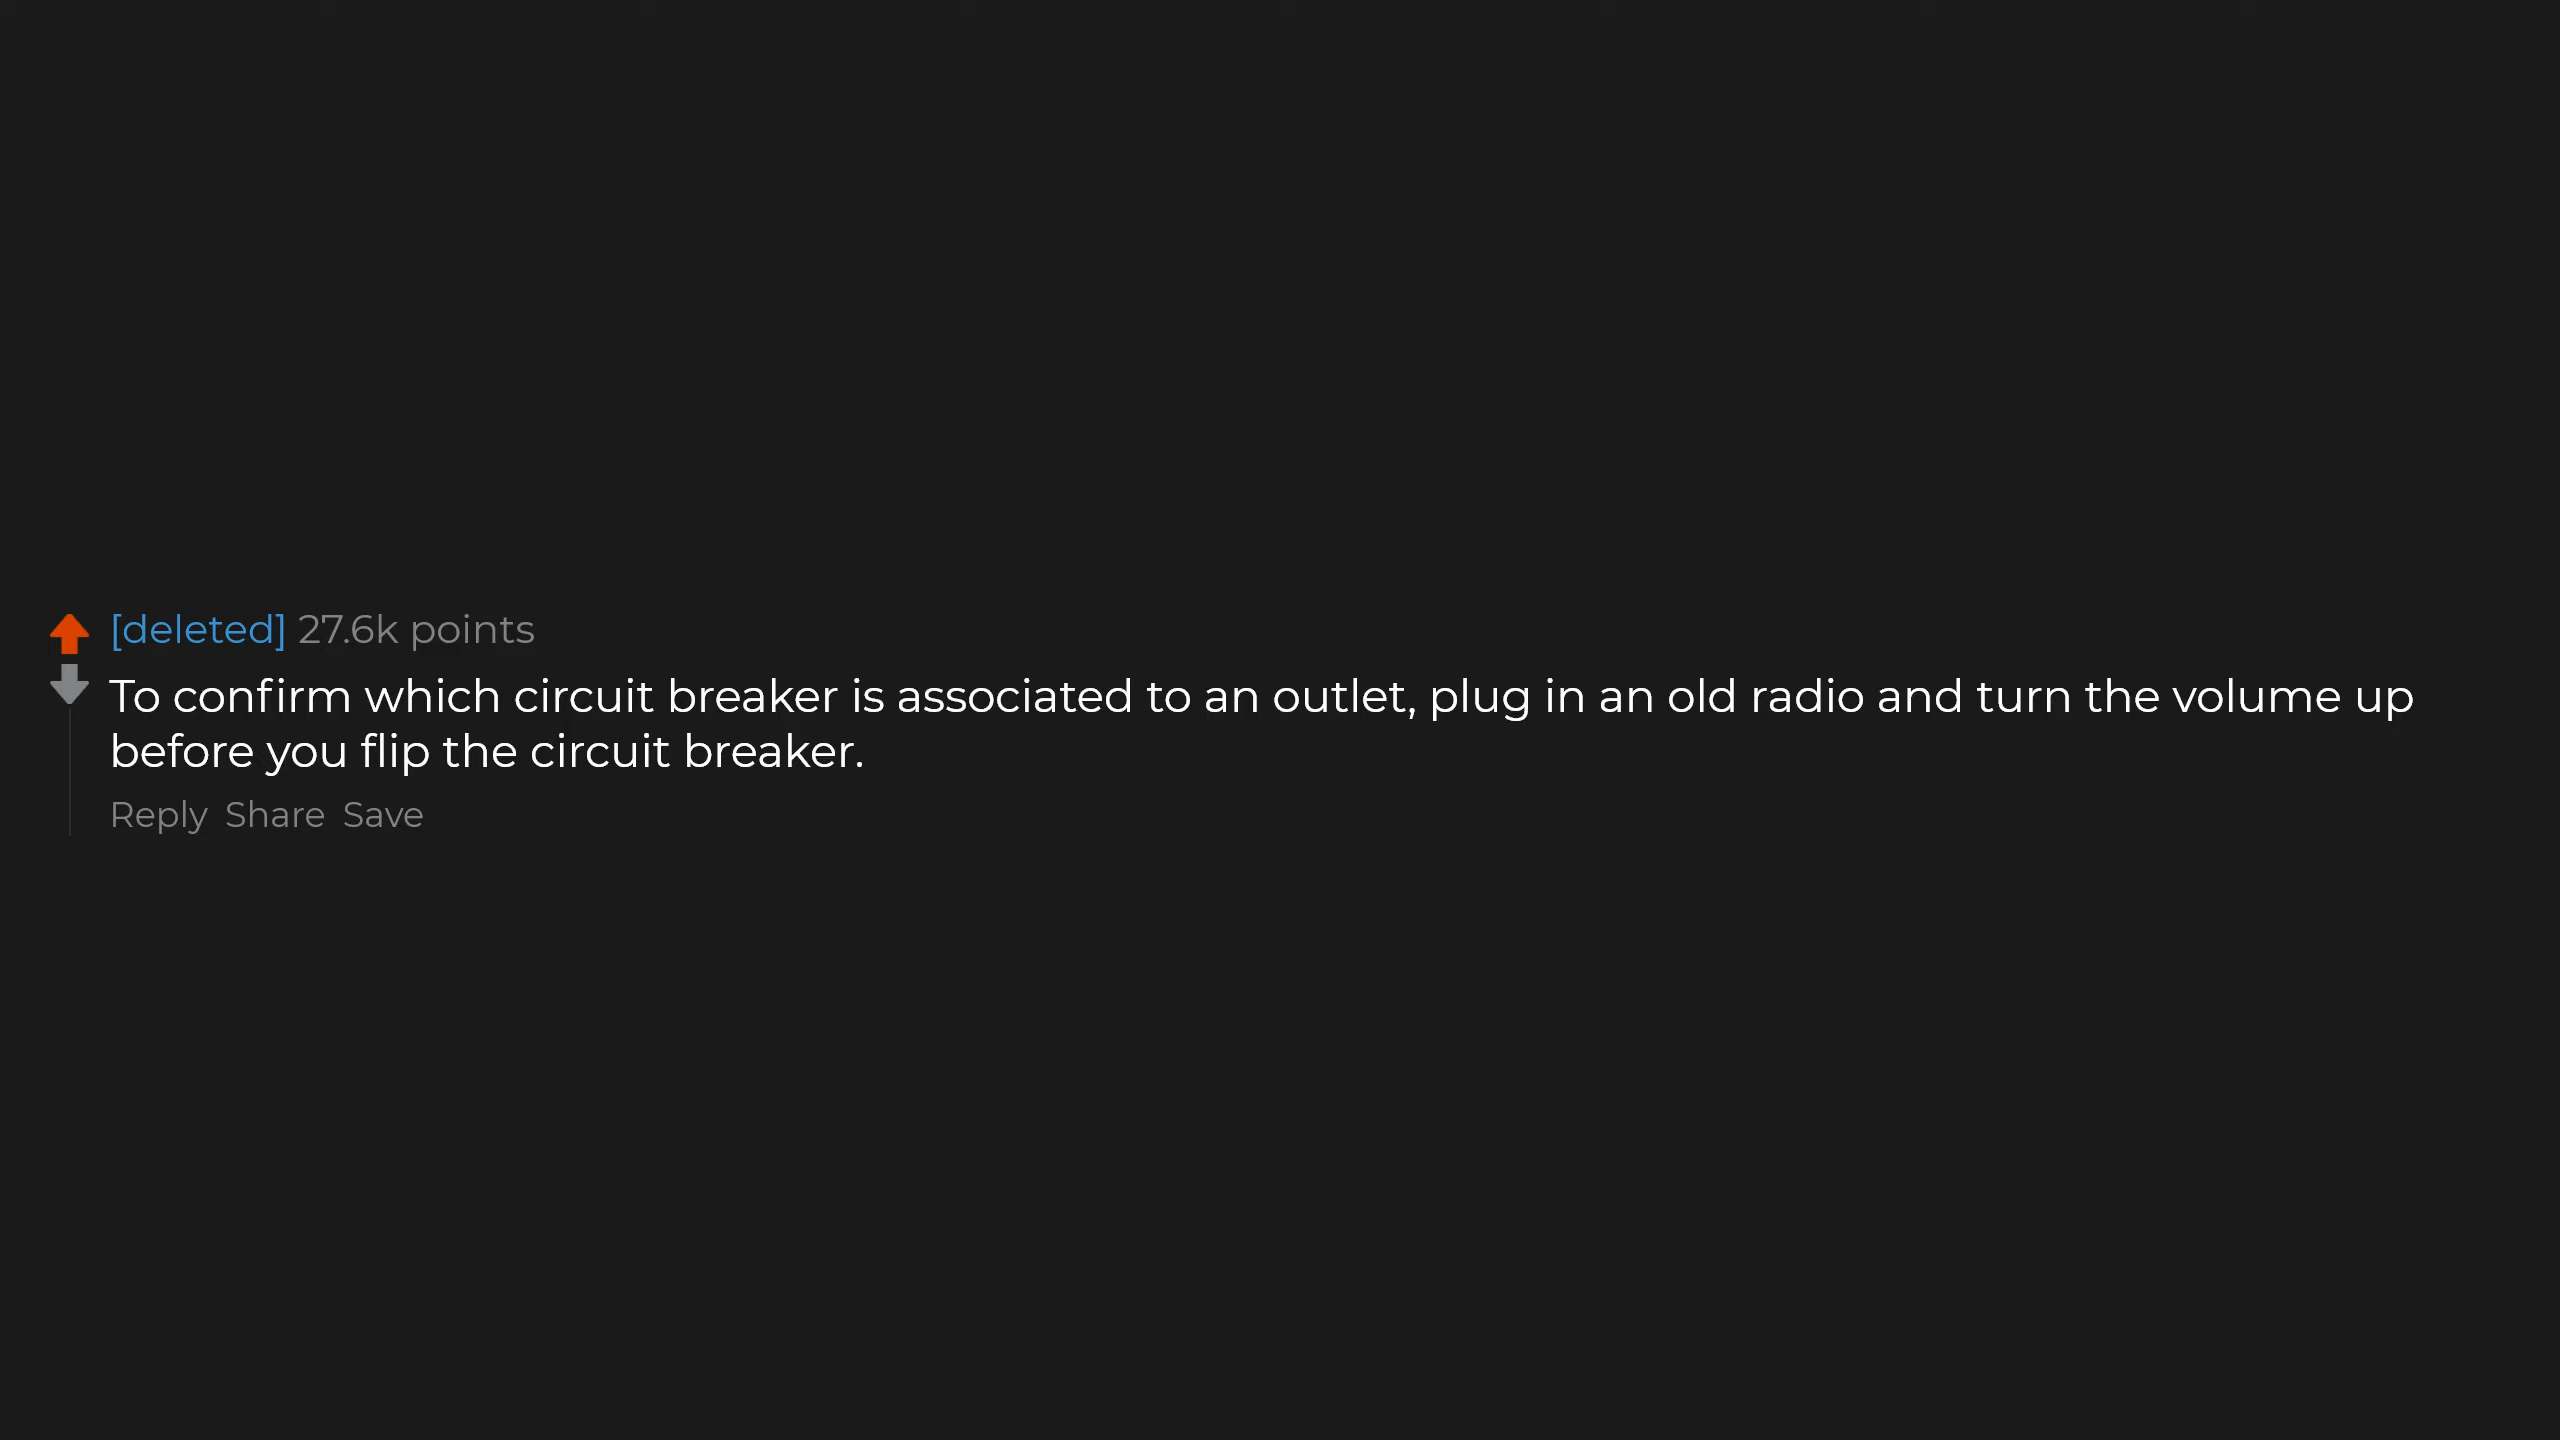 [deleted] 27.6k points
To confirm which circuit breaker is associated to an outlet, plug in an old radio and turn the volume up
before you flip the circuit breaker.
Reply Share Save